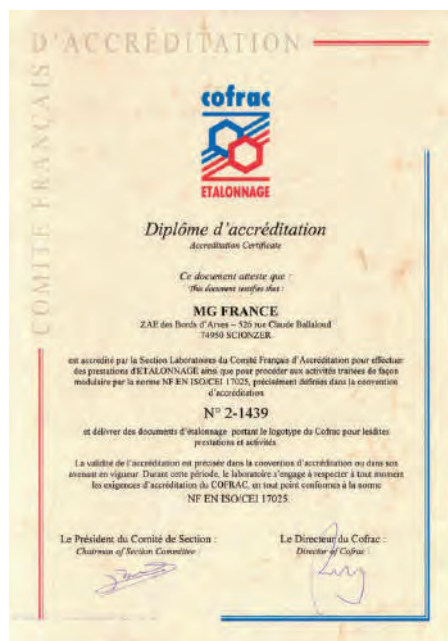 D'ACCRÉDITATION
COMITÉ FRANÇAIS
cofrac
ETALONNAGE
Diplôme d'accréditation
Accreditation Certificate
Ce document atteste que :
This document testifies that :
MG FRANCE
ZAE des Bords d'Arves – 526 rue Claude Ballaloud
74950 SCIONZIER
est accrédité par la Section Laboratoires du Comité Français d'Accréditation pour effectuer
des prestations d'ETALONNAGE ainsi que pour procéder aux activités traitées de façon
modulaire par la norme NF EN ISO/CEI 17025, précisément définies dans la convention
d'accréditation
N° 2-1439
et délivrer des documents d'étalonnage portant le logotype du Cofrac pour lesdites
prestations et activités.
La validité de l'accréditation est précisée dans la convention d'accréditation ou dans son
avenant en vigueur. Durant cette période, le laboratoire s'engage à respecter à tout moment
les exigences d'accréditation du COFRAC, en tout point conformes à la norme
NF EN ISO/CEI 17025.
Le Président du Comité de Section :
Chairman of Section Committee :
Le Directeur du Cofrac :
Director of Cofrac :